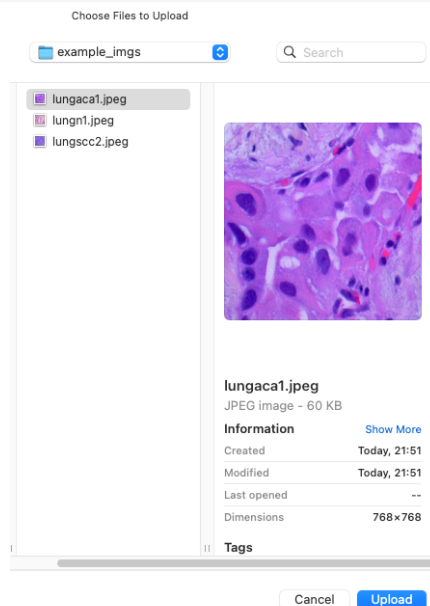 Choose Files to Upload
example_imgs
Search
lungaca1.jpeg
lungn1.jpeg
lungscc2.jpeg
lungaca1.jpeg
JPEG image - 60 KB
Information Show More
Created Today, 21:51
Modified Today, 21:51
Last opened --
Dimensions 768×768
Tags
Cancel Upload